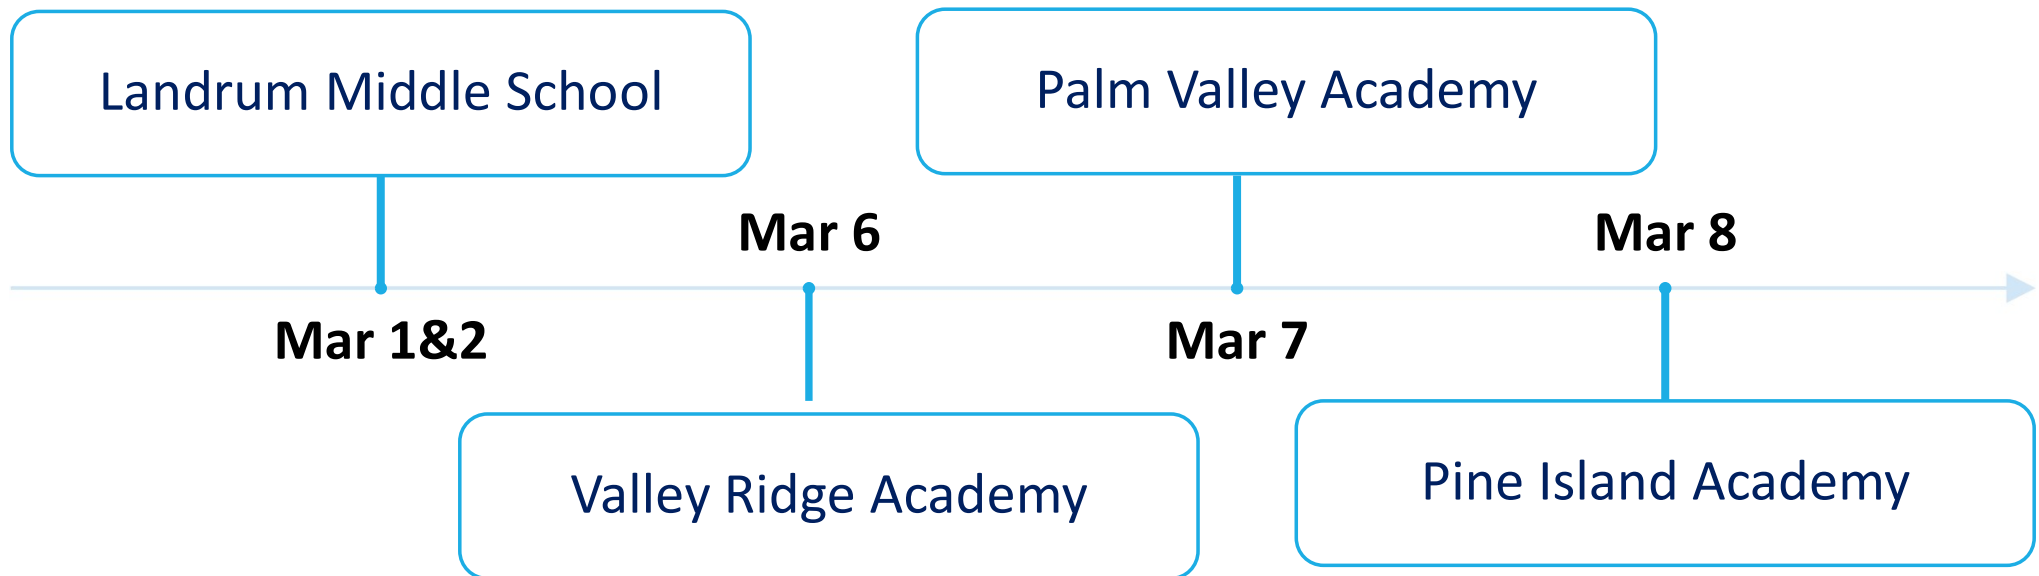 Landrum Middle School
Palm Valley Academy
Mar 6
Mar 8
Mar 1&2
Mar 7
Valley Ridge Academy
Pine Island Academy